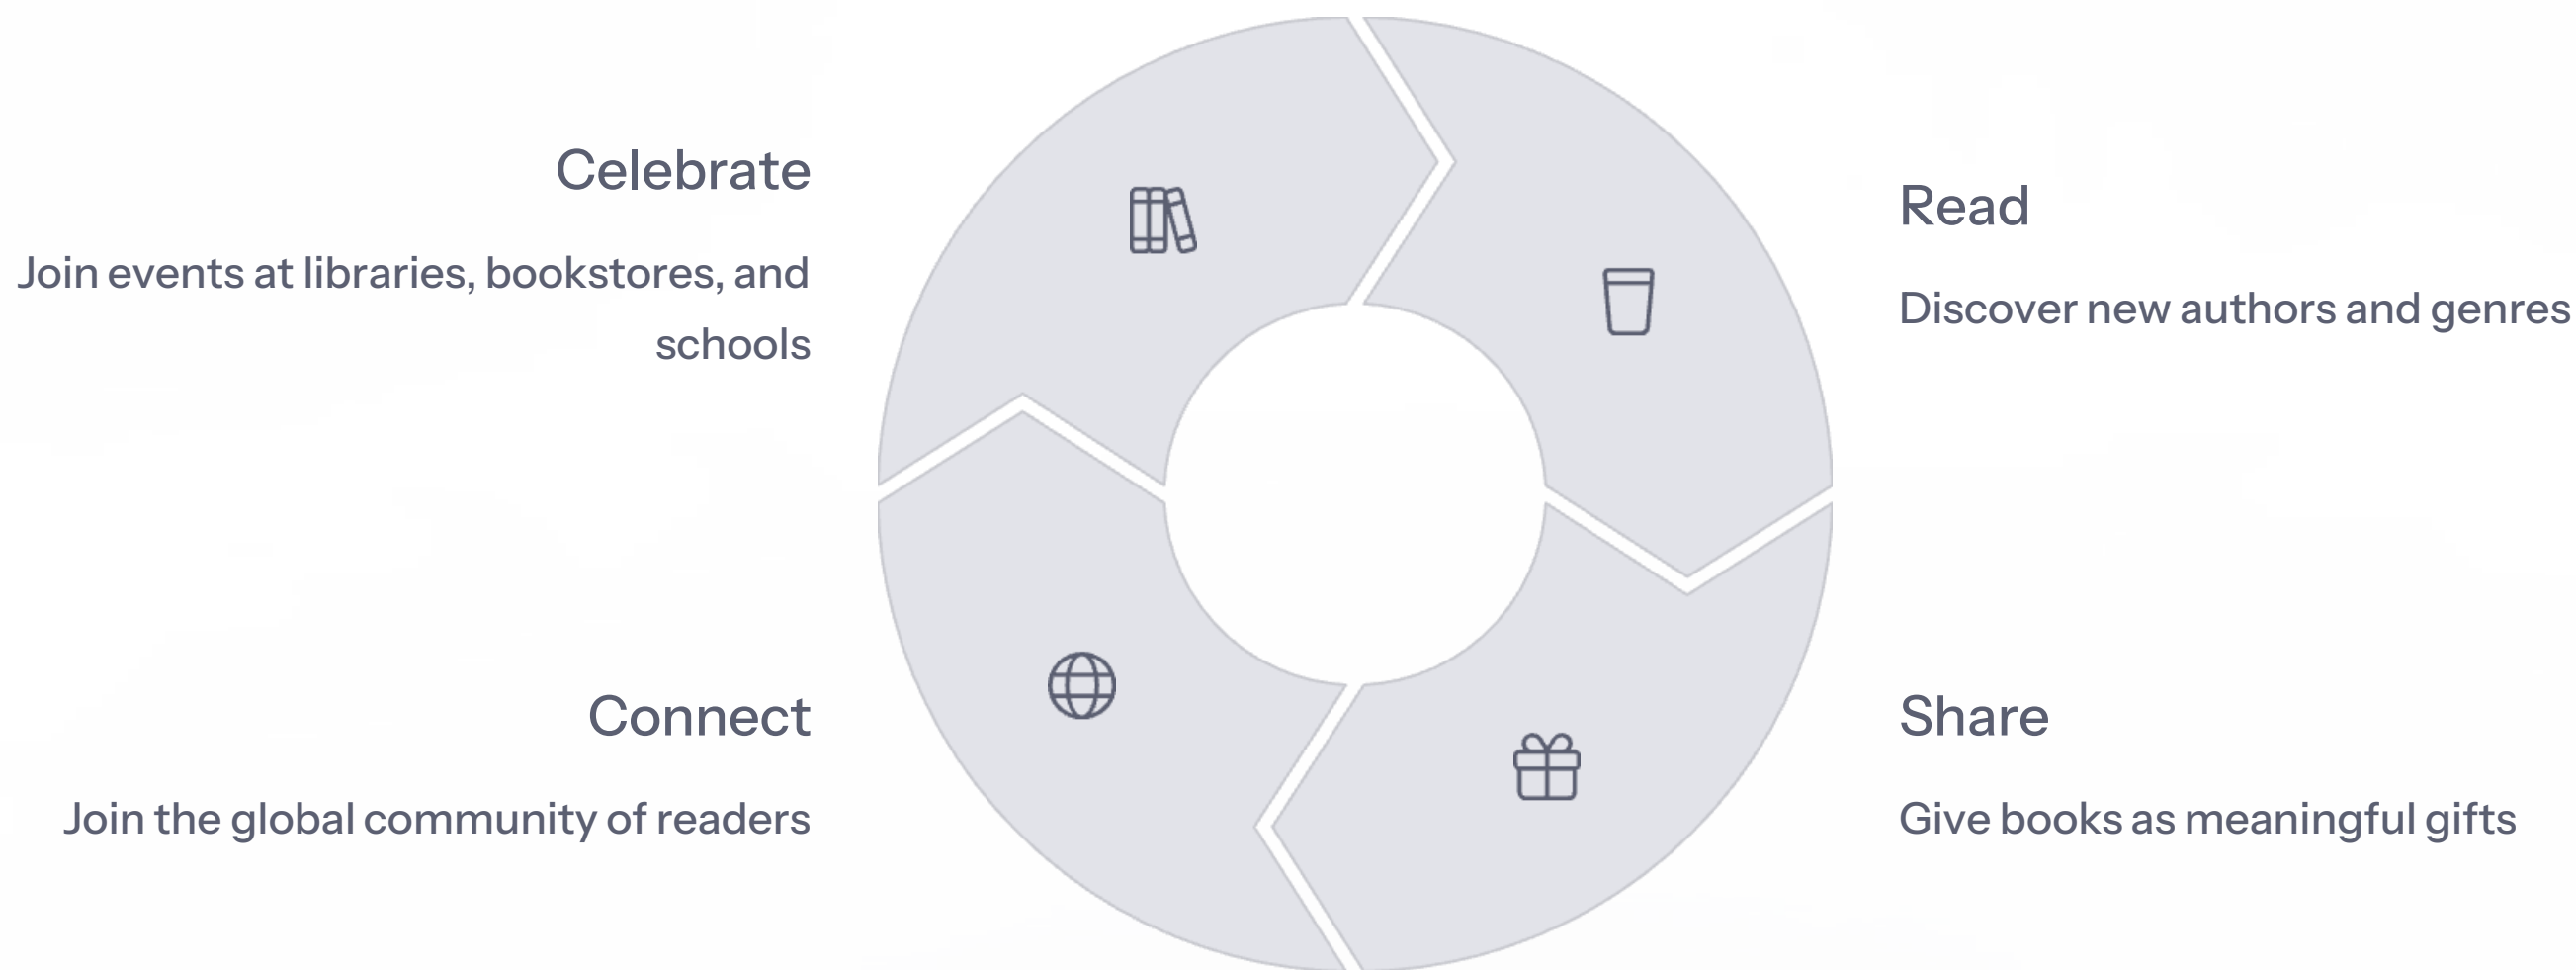 Celebrate
Join events at libraries, bookstores, and
schools
Read
Discover new authors and genres
Connect
Join the global community of readers
Share
Give books as meaningful gifts